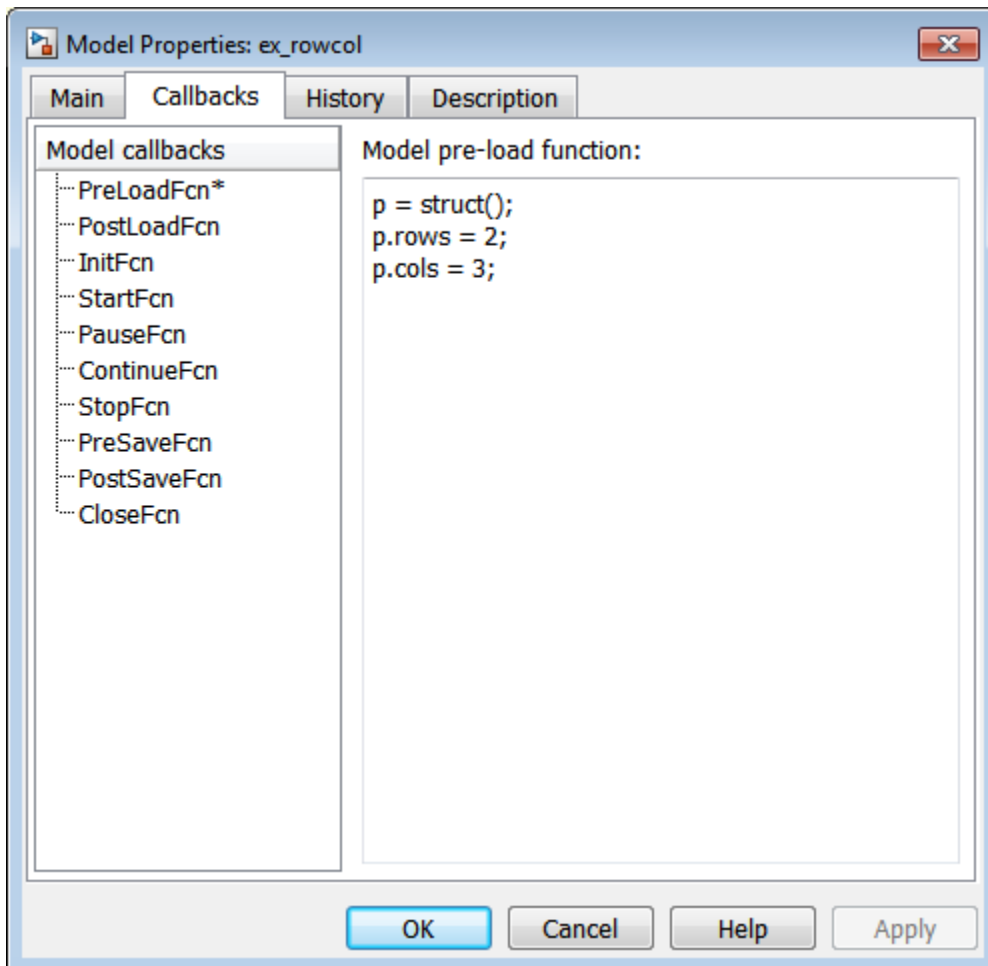 Model Properties: ex_rowcol
Main Callbacks History Description
Model callbacks
PreLoadFcn*
PostLoadFcn
InitFcn
StartFcn
PauseFcn
ContinueFcn
StopFcn
PreSaveFcn
PostSaveFcn
CloseFcn
Model pre-load function:
p = struct();
p.rows = 2;
p.cols = 3;
OK Cancel Help Apply